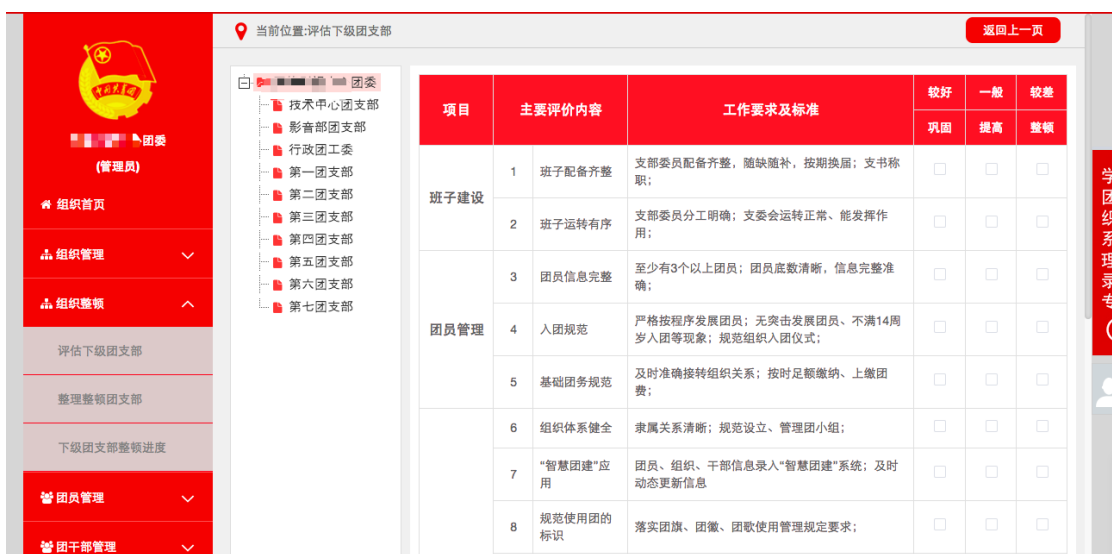 当前位置:评估下级团支部
返回上一页
团委
(管理员)
组织首页
组织管理
组织整顿
评估下级团支部
整理整顿团支部
下级团支部整顿进度
团员管理
团干部管理
团委
技术中心团支部
影音部团支部
行政团工委
第一团支部
第二团支部
第三团支部
第四团支部
第五团支部
第六团支部
第七团支部
项目 主要评价内容 工作要求及标准 较好 一般 较差
巩固 提高 整顿
班子建设
1 班子配备齐整 支部委员配备齐整，随缺随补，按期换届；支书称
职；
2 班子运转有序 支部委员分工明确；支委会运转正常、能发挥作
用；
团员管理
3 团员信息完整 至少有3个以上团员；团员底数清晰，信息完整准
确；
4 入团规范 严格按程序发展团员；无突击发展团员、不满14周
岁入团等现象；规范组织入团仪式；
5 基础团务规范 及时准确接转组织关系；按时足额缴纳、上缴团
费；
6 组织体系健全 隶属关系清晰；规范设立、管理团小组；
7 “智慧团建”应 团员、组织、干部信息录入“智慧团建”系统；及时
用 动态更新信息
8 规范使用团的 落实团旗、团徽、团歌使用管理规定要求；
标识